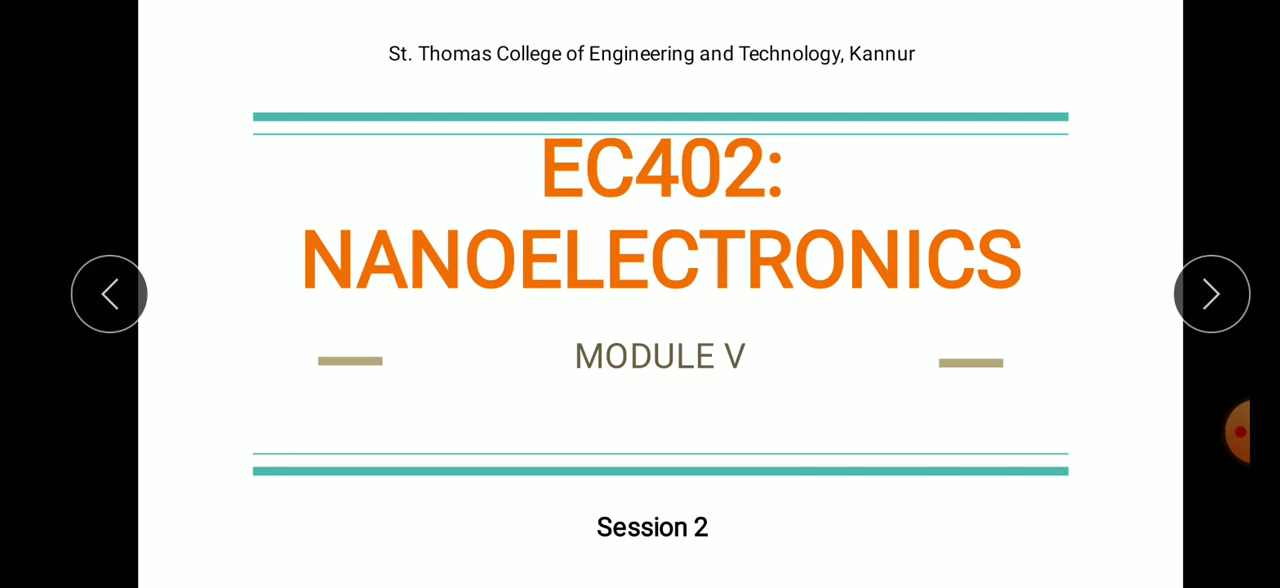 St. Thomas College of Engineering and Technology, Kannur
EC402:
NANOELECTRONICS
MODULE V
Session 2